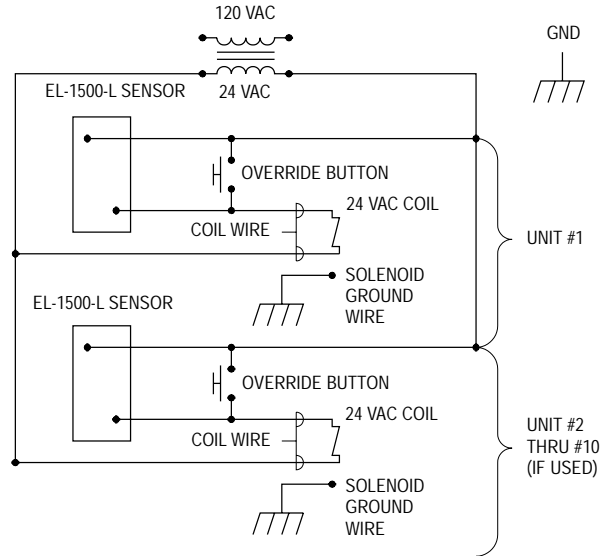 120 VAC
GND
EL-1500-L SENSOR
24 VAC
OVERRIDE BUTTON
24 VAC COIL
COIL WIRE
UNIT #1
SOLENOID
GROUND
WIRE
EL-1500-L SENSOR
OVERRIDE BUTTON
24 VAC COIL
COIL WIRE
UNIT #2
THRU #10
(IF USED)
SOLENOID
GROUND
WIRE